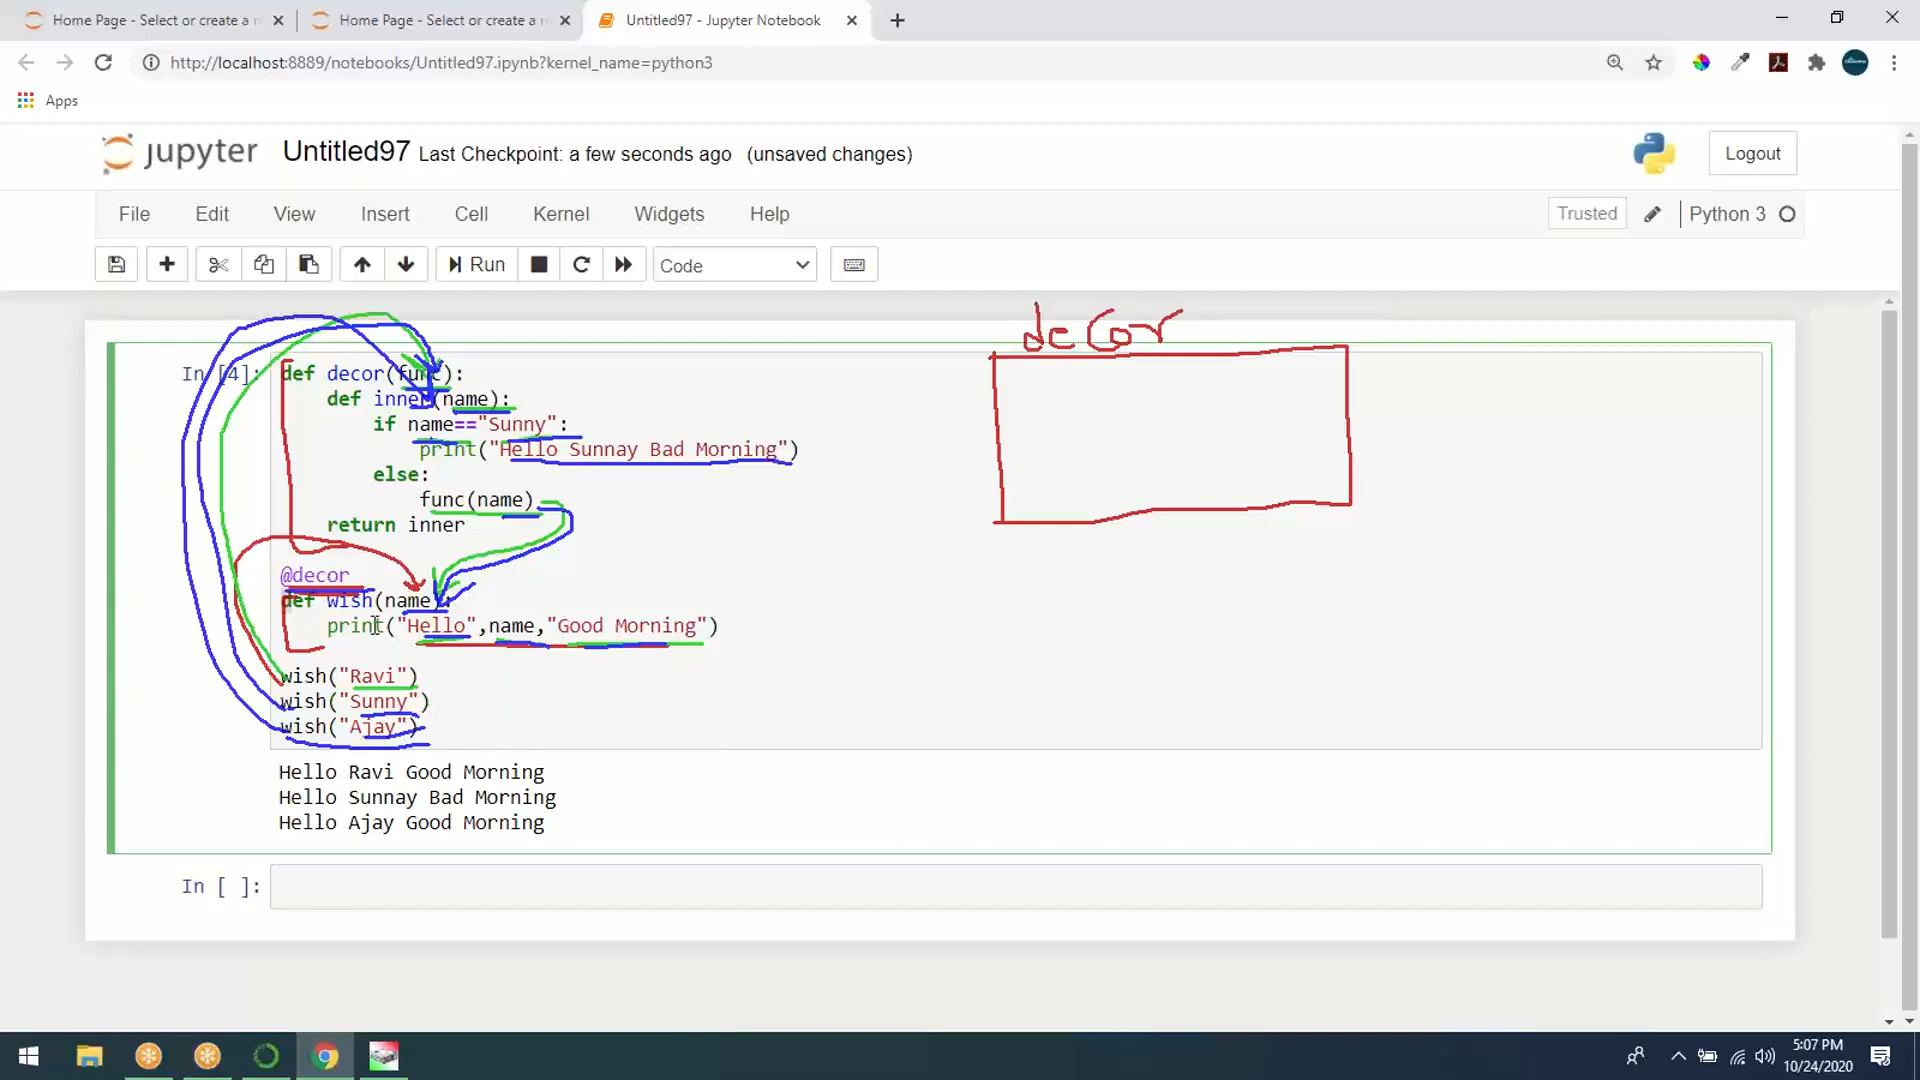 Home Page - Select or create a n
Home Page - Select or create a n
Untitled97 - Jupyter Notebook
http://localhost:8889/notebooks/Untitled97.ipynb?kernel_name=python3
Apps
jupyter Untitled97 Last Checkpoint: a few seconds ago (unsaved changes)
Logout
File Edit View Insert Cell Kernel Widgets Help
Trusted
Python 3
Run
Code
decor
In [4]: def decor(func):
def inner(name):
if name=="Sunny":
print("Hello Sunnay Bad Morning")
else:
func(name)
return inner
@decor
def wish(name):
print("Hello",name,"Good Morning")
wish("Ravi")
wish("Sunny")
wish("Ajay")
Hello Ravi Good Morning
Hello Sunnay Bad Morning
Hello Ajay Good Morning
In [ ]:
5:07 PM
10/24/2020